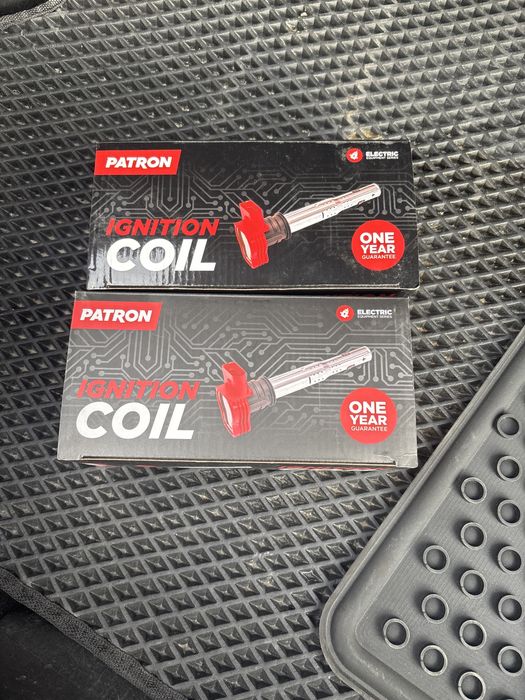 PATRON
ELECTRIC
EQUIPMENT SERIES
IGNITION
COIL
ONE
YEAR
GUARANTEE
PATRON
ELECTRIC
EQUIPMENT SERIES
IGNITION
COIL
ONE
YEAR
GUARANTEE